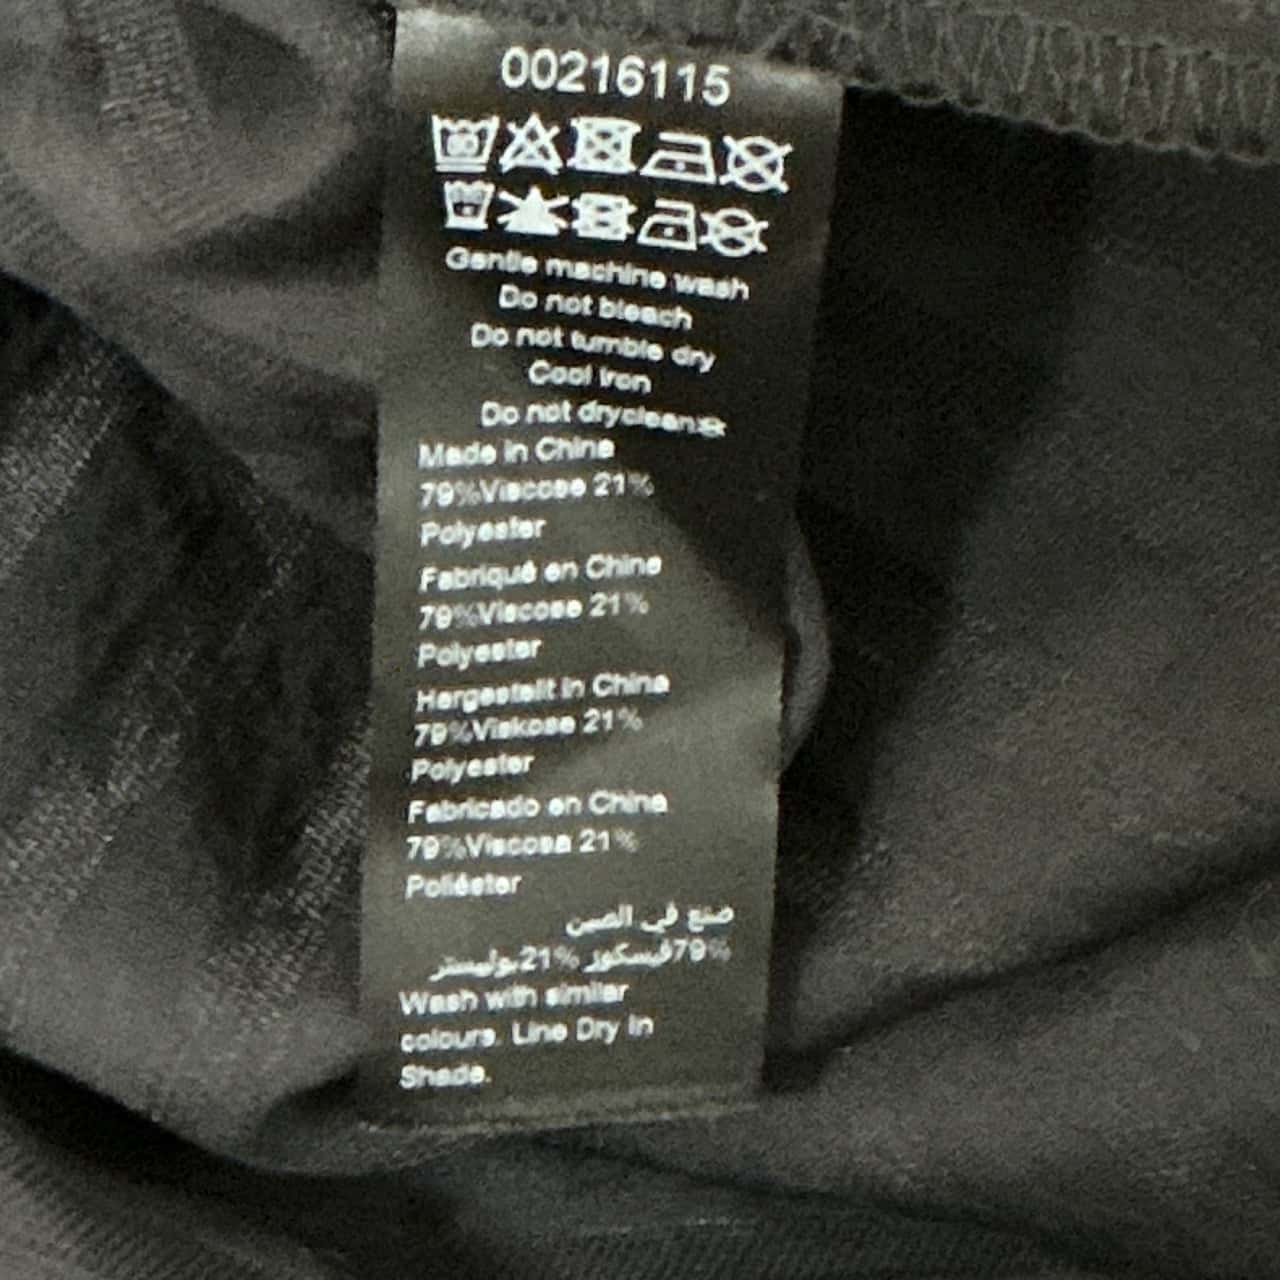 00216115
Gentle machine wash
Do not bleach
Do not tumble dry
Cool iron
Do not dryclean
Made in China
79%Viscose 21%
Polyester
Fabriqué en China
79%Viscose 21%
Polyester
Hergestellt in China
79%Viskose 21%
Polyester
Fabricado en China
79%Viscosa 21%
Poliéster
صنع في الصين
79%فيسكوز 21%بوليستر
Wash with similar
colours. Line Dry in
Shade.